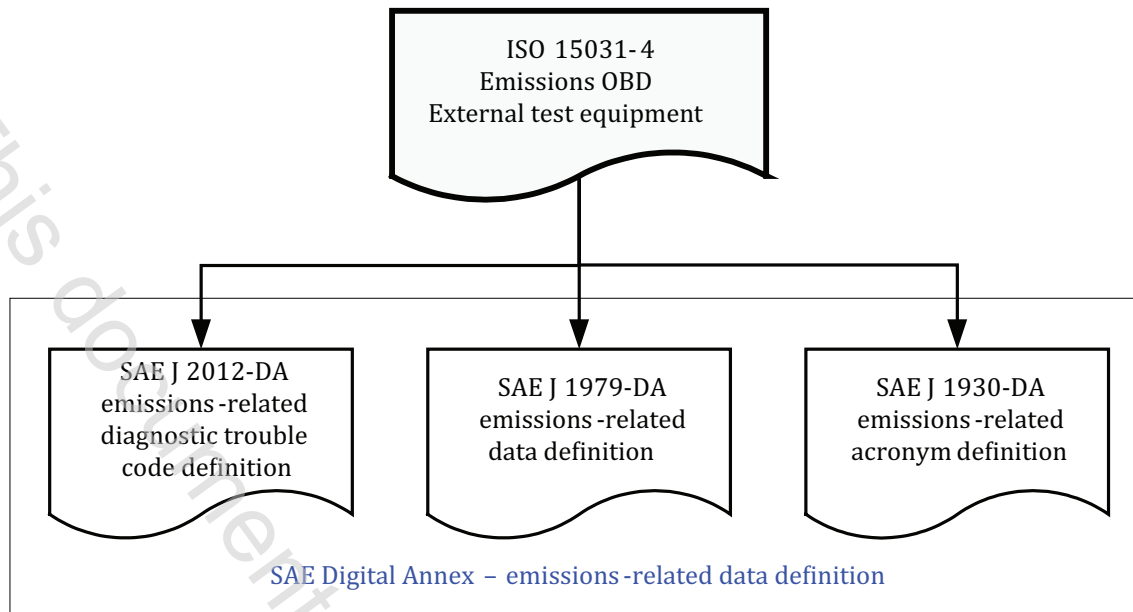 ISO 15031-4
Emissions OBD
External test equipment
SAE J 2012-DA
emissions-related
diagnostic trouble
code definition
SAE J 1979-DA
emissions-related
data definition
SAE J 1930-DA
emissions-related
acronym definition
SAE Digital Annex – emissions-related data definition
This document